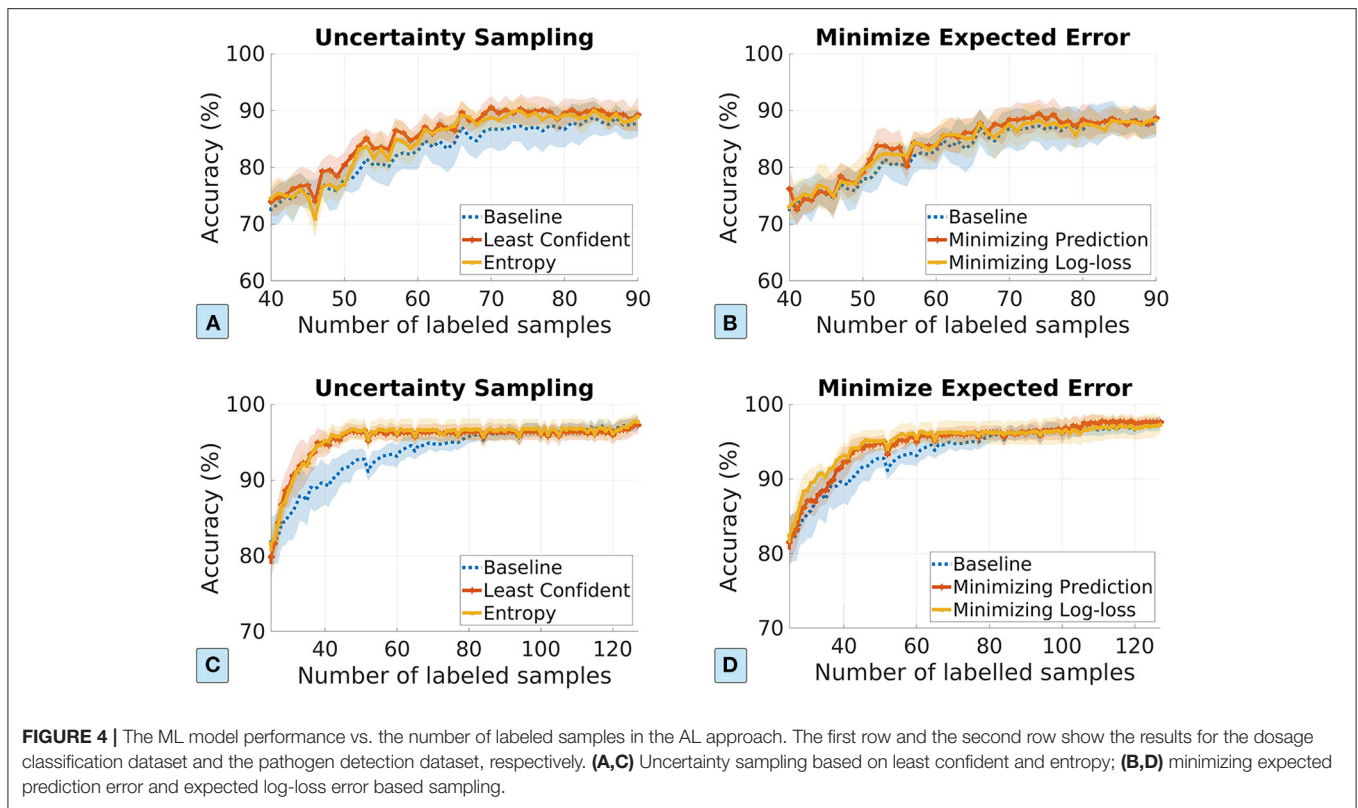 Uncertainty Sampling
100
90
80
70
60
Accuracy (%)
Baseline
Least Confident
Entropy
40 50 60 70 80 90
Number of labeled samples
A
Minimize Expected Error
100
90
80
70
60
Accuracy (%)
Baseline
Minimizing Prediction
Minimizing Log-loss
40 50 60 70 80 90
Number of labeled samples
B
Uncertainty Sampling
100
90
80
70
Accuracy (%)
Baseline
Least Confident
Entropy
40 60 80 100 120
Number of labeled samples
C
Minimize Expected Error
100
90
80
70
Accuracy (%)
Baseline
Minimizing Prediction
Minimizing Log-loss
40 60 80 100 120
Number of labelled samples
D
FIGURE 4 | The ML model performance vs. the number of labeled samples in the AL approach. The first row and the second row show the results for the dosage
classification dataset and the pathogen detection dataset, respectively. (A,C) Uncertainty sampling based on least confident and entropy; (B,D) minimizing expected
prediction error and expected log-loss error based sampling.